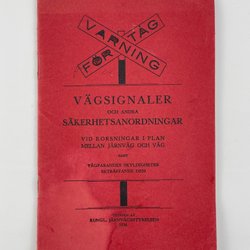 VARNING
FÖR TÅG
VÄGSIGNALER
OCH ANDRA
SÄKERHETSANORDNINGAR
VID KORSNINGAR I PLAN
MELLAN JÄRNVÄG OCH VÄG
SAMT
VÄGFARANDES SKYLDIGHETER
BETRÄFFANDE DEM
KUNGL. JÄRNVÄGSSTYRELSEN